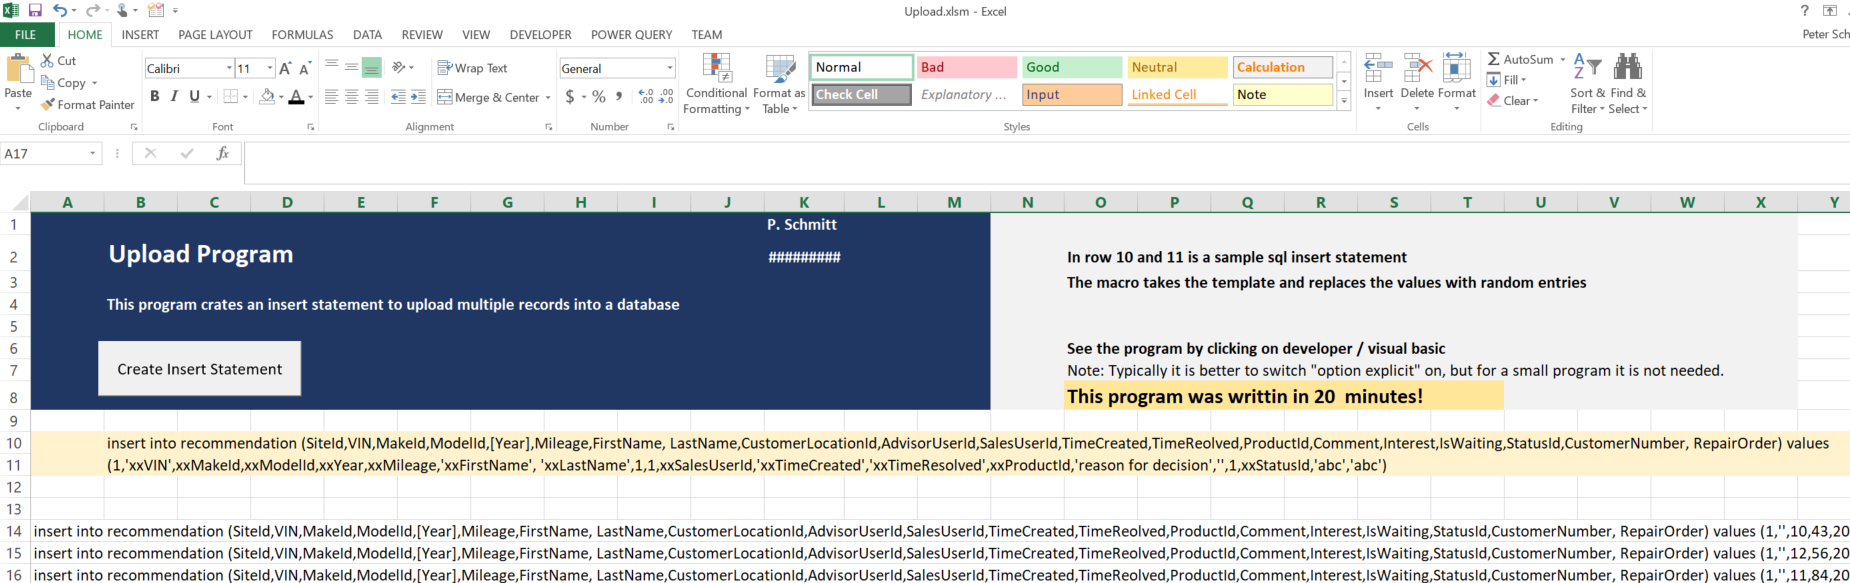 Upload.xlsm - Excel
?
FILE HOME INSERT PAGE LAYOUT FORMULAS DATA REVIEW VIEW DEVELOPER POWER QUERY TEAM Peter Sch
Paste
Cut
Copy
Format Painter
Clipboard
Calibri 11
B I U
Font
Wrap Text
Merge & Center
Alignment
General
$ % ,
Number
Conditional Formatting
Format as Table
Normal Bad Good Neutral Calculation
Check Cell Explanatory ... Input Linked Cell Note
Styles
Insert Delete Format
Cells
AutoSum
Fill
Clear
Sort & Filter
Find & Select
Editing
A17 fx
A B C D E F G H I J K L M N O P Q R S T U V W X Y
1 P. Schmitt
2 Upload Program ######### In row 10 and 11 is a sample sql insert statement
3 The macro takes the template and replaces the values with random entries
4 This program crates an insert statement to upload multiple records into a database
5
6 See the program by clicking on developer / visual basic
7 Create Insert Statement Note: Typically it is better to switch "option explicit" on, but for a small program it is not needed.
8 This program was writtin in 20 minutes!
9
10 insert into recommendation (SiteId,VIN,MakeId,ModelId,[Year],Mileage,FirstName, LastName,CustomerLocationId,AdvisorUserId,SalesUserId,TimeCreated,TimeReolved,ProductId,Comment,Interest,IsWaiting,StatusId,CustomerNumber, RepairOrder) values
11 (1,'xxVIN',xxMakeId,xxModelId,xxYear,xxMileage,'xxFirstName', 'xxLastName',1,1,xxSalesUserId,'xxTimeCreated','xxTimeResolved',xxProductId,'reason for decision','',1,xxStatusId,'abc','abc')
12
13
14 insert into recommendation (SiteId,VIN,MakeId,ModelId,[Year],Mileage,FirstName, LastName,CustomerLocationId,AdvisorUserId,SalesUserId,TimeCreated,TimeReolved,ProductId,Comment,Interest,IsWaiting,StatusId,CustomerNumber, RepairOrder) values (1,'',10,43,20
15 insert into recommendation (SiteId,VIN,MakeId,ModelId,[Year],Mileage,FirstName, LastName,CustomerLocationId,AdvisorUserId,SalesUserId,TimeCreated,TimeReolved,ProductId,Comment,Interest,IsWaiting,StatusId,CustomerNumber, RepairOrder) values (1,'',12,56,20
16 insert into recommendation (SiteId,VIN,MakeId,ModelId,[Year],Mileage,FirstName, LastName,CustomerLocationId,AdvisorUserId,SalesUserId,TimeCreated,TimeReolved,ProductId,Comment,Interest,IsWaiting,StatusId,CustomerNumber, RepairOrder) values (1,'',11,84,20